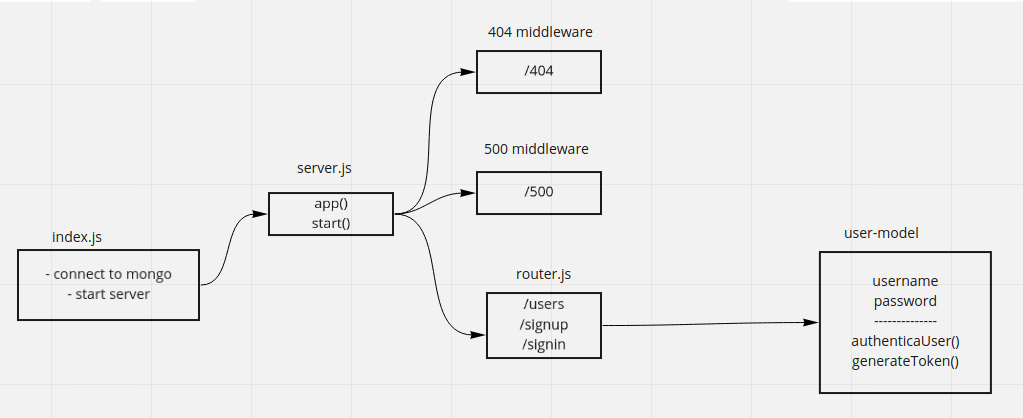 404 middleware
/404
500 middleware
/500
server.js
app()
start()
index.js
- connect to mongo
- start server
router.js
/users
/signup
/signin
user-model
username
password
--------------
authenticaUser()
generateToken()